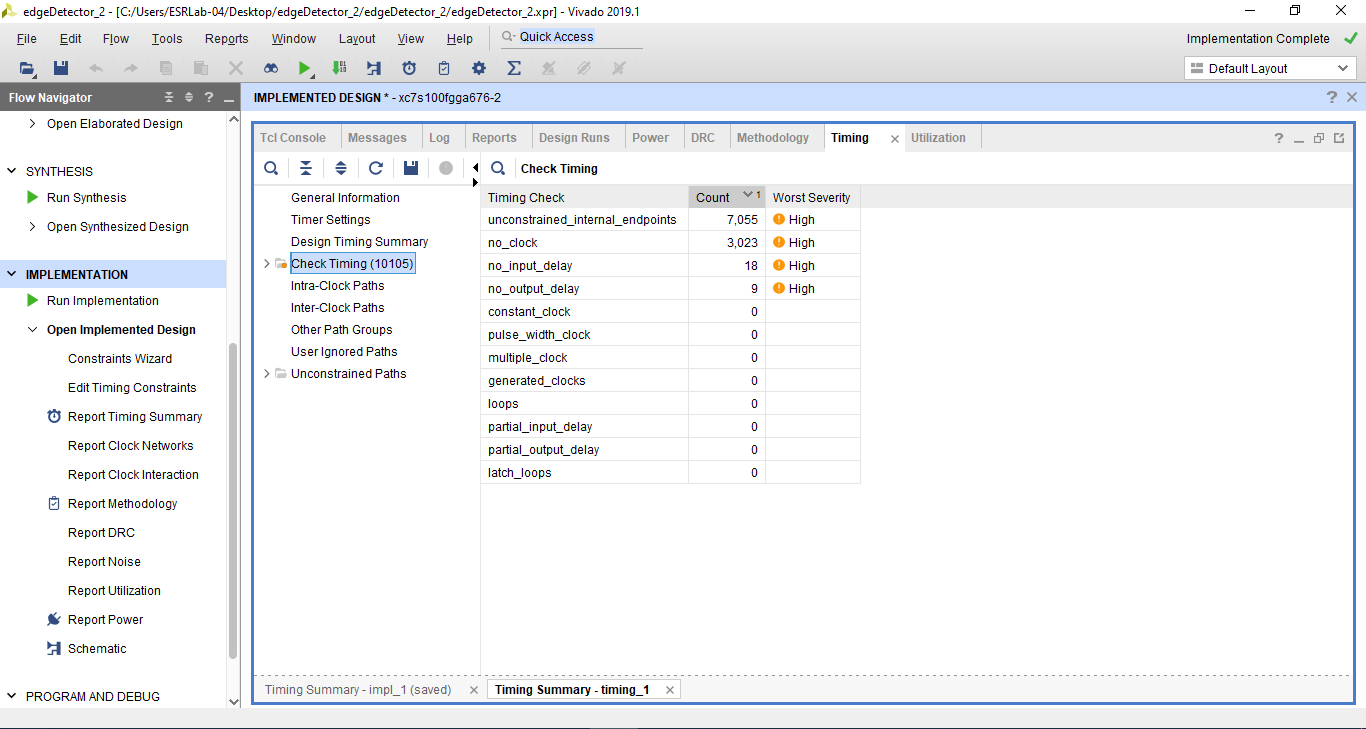 edgeDetector_2 - [C:/Users/ESRLab-04/Desktop/edgeDetector_2/edgeDetector_2/edgeDetector_2.xpr] - Vivado 2019.1
File Edit Flow Tools Reports Window Layout View Help Quick Access
Implementation Complete
Default Layout
Flow Navigator
IMPLEMENTED DESIGN * - xc7s100fgga676-2
Open Elaborated Design
SYNTHESIS
Run Synthesis
Open Synthesized Design
IMPLEMENTATION
Run Implementation
Open Implemented Design
Constraints Wizard
Edit Timing Constraints
Report Timing Summary
Report Clock Networks
Report Clock Interaction
Report Methodology
Report DRC
Report Noise
Report Utilization
Report Power
Schematic
PROGRAM AND DEBUG
Tcl Console Messages Log Reports Design Runs Power DRC Methodology Timing Utilization
General Information
Timer Settings
Design Timing Summary
Check Timing (10105)
Intra-Clock Paths
Inter-Clock Paths
Other Path Groups
User Ignored Paths
Unconstrained Paths
Check Timing
Timing Check Count 1 Worst Severity
unconstrained_internal_endpoints 7,055 High
no_clock 3,023 High
no_input_delay 18 High
no_output_delay 9 High
constant_clock 0
pulse_width_clock 0
multiple_clock 0
generated_clocks 0
loops 0
partial_input_delay 0
partial_output_delay 0
latch_loops 0
Timing Summary - impl_1 (saved) Timing Summary - timing_1